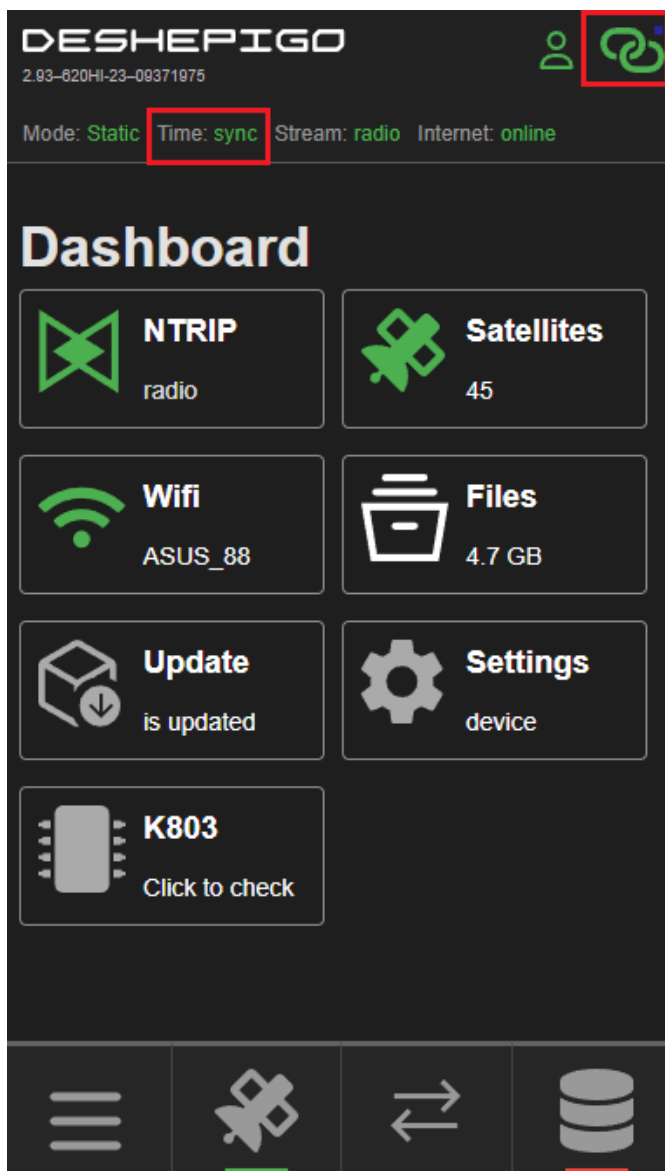 DESHEPIGO
2.93–620HI-23–09371975
Mode: Static Time: sync Stream: radio Internet: online
Dashboard
NTRIP
radio
Satellites
45
Wifi
ASUS_88
Files
4.7 GB
Update
is updated
Settings
device
K803
Click to check